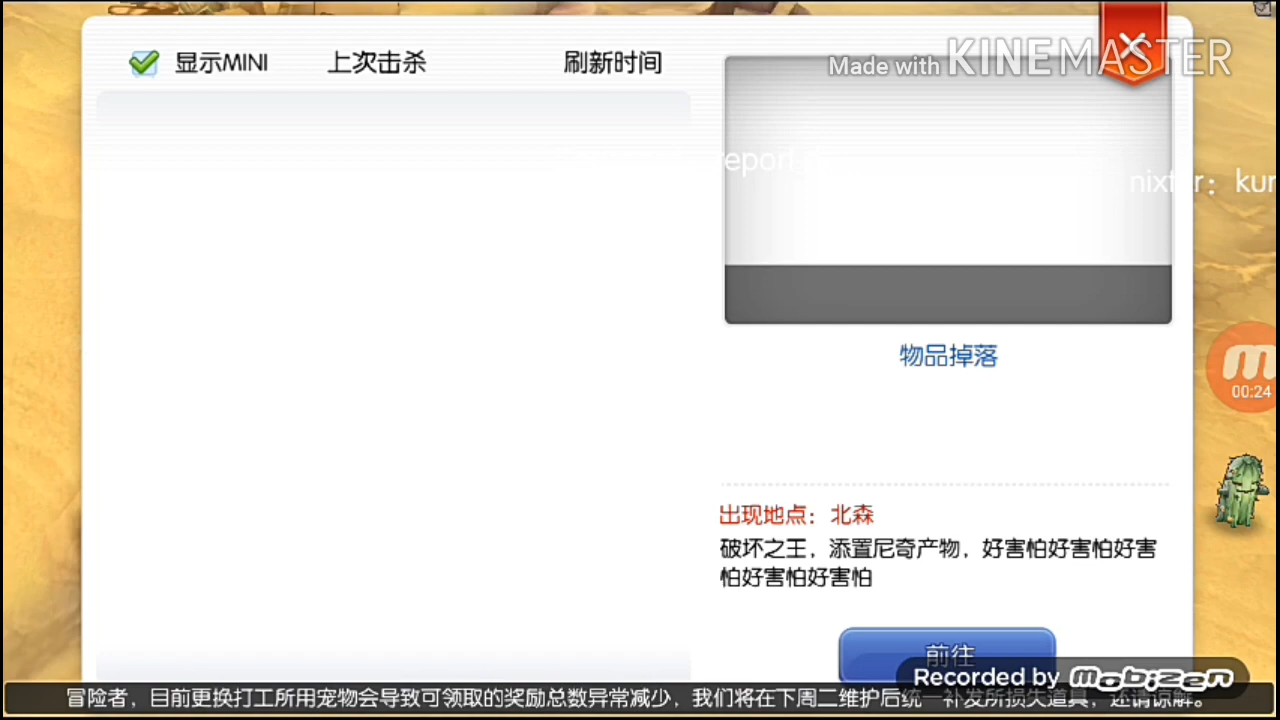 显示MINI 上次击杀 刷新时间
Made with KINEMASTER
report
nixfer：kur
物品掉落
m
00:24
出现地点：北森
破坏之王，添置尼奇产物，好害怕好害怕好害
怕好害怕好害怕
前往
Recorded by mobizen
冒险者，目前更换打工所用宠物会导致可领取的奖励总数异常减少，我们将在下周二维护后统一补发所损失道具，还请谅解。